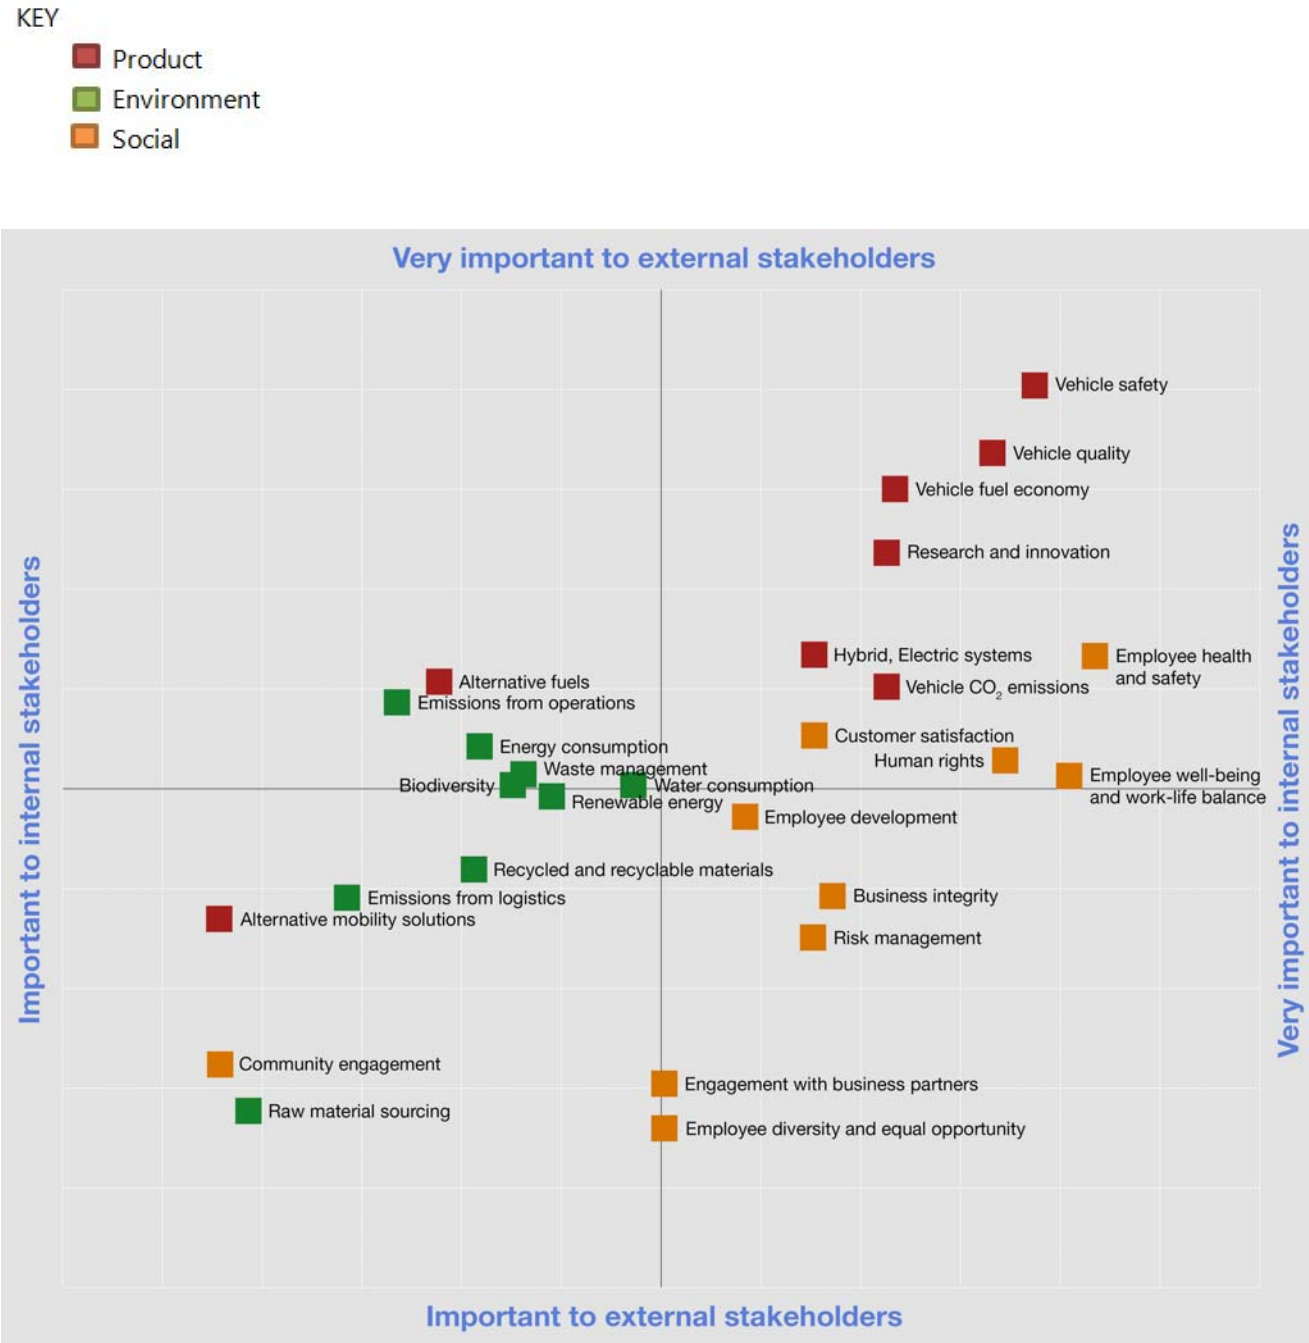 KEY
Product
Environment
Social
Very important to external stakeholders
Important to internal stakeholders
Very important to internal stakeholders
Vehicle safety
Vehicle quality
Vehicle fuel economy
Research and innovation
Hybrid, Electric systems
Employee health
and safety
Alternative fuels
Vehicle CO₂ emissions
Emissions from operations
Customer satisfaction
Energy consumption
Human rights
Waste management
Employee well-being
and work-life balance
Biodiversity
Water consumption
Renewable energy
Employee development
Recycled and recyclable materials
Emissions from logistics
Business integrity
Alternative mobility solutions
Risk management
Community engagement
Engagement with business partners
Raw material sourcing
Employee diversity and equal opportunity
Important to external stakeholders